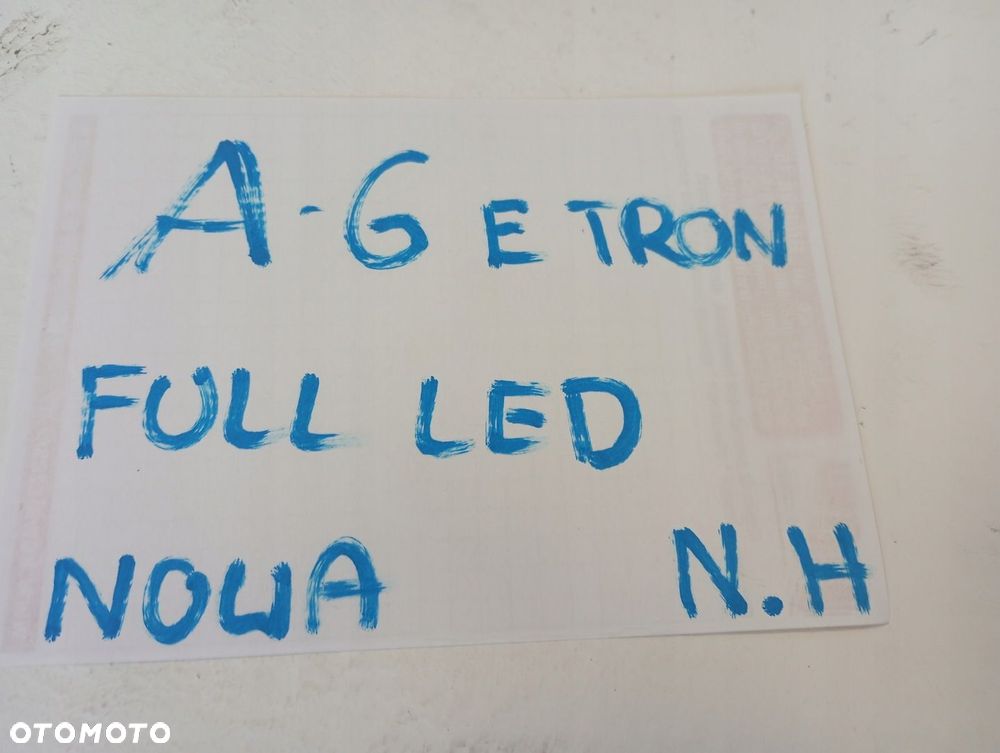 A-6 E TRON
FULL LED
NOWA N.H
OTOMOTO